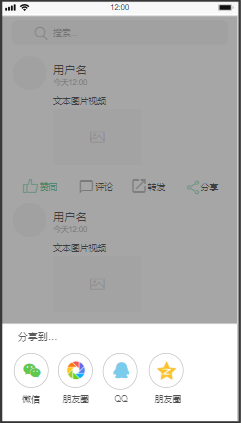 12:00
搜索...
用户名
今天12:00
文本图片视频
赞同 评论 转发 分享
用户名
今天12:00
文本图片视频
分享到...
微信 朋友圈 QQ 朋友圈